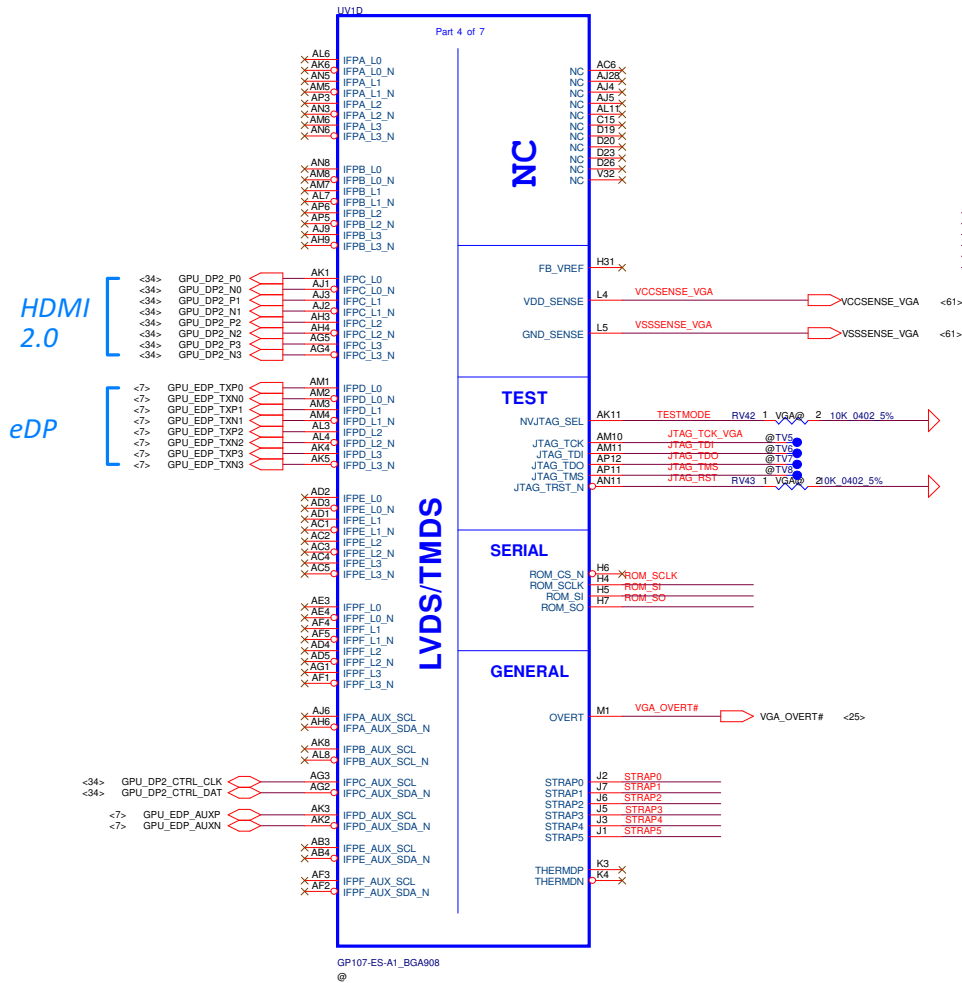 UV1D
Part 4 of 7
AL6 IFPA_L0
AK6 IFPA_L0_N
AN5 IFPA_L1
AM5 IFPA_L1_N
AP3 IFPA_L2
AN3 IFPA_L2_N
AM6 IFPA_L3
AN6 IFPA_L3_N
AN8 IFPB_L0
AM8 IFPB_L0_N
AM7 IFPB_L1
AL7 IFPB_L1_N
AP6 IFPB_L2
AP5 IFPB_L2_N
AJ9 IFPB_L3
AH9 IFPB_L3_N
HDMI
2.0
<34> GPU_DP2_P0 AK1 IFPC_L0
<34> GPU_DP2_N0 AJ1 IFPC_L0_N
<34> GPU_DP2_P1 AJ3 IFPC_L1
<34> GPU_DP2_N1 AJ2 IFPC_L1_N
<34> GPU_DP2_P2 AH3 IFPC_L2
<34> GPU_DP2_N2 AH4 IFPC_L2_N
<34> GPU_DP2_P3 AG5 IFPC_L3
<34> GPU_DP2_N3 AG4 IFPC_L3_N
eDP
<7> GPU_EDP_TXP0 AM1 IFPD_L0
<7> GPU_EDP_TXN0 AM2 IFPD_L0_N
<7> GPU_EDP_TXP1 AM3 IFPD_L1
<7> GPU_EDP_TXN1 AM4 IFPD_L1_N
<7> GPU_EDP_TXP2 AL3 IFPD_L2
<7> GPU_EDP_TXN2 AL4 IFPD_L2_N
<7> GPU_EDP_TXP3 AK4 IFPD_L3
<7> GPU_EDP_TXN3 AK5 IFPD_L3_N
AD2 IFPE_L0
AD3 IFPE_L0_N
AD1 IFPE_L1
AC1 IFPE_L1_N
AC2 IFPE_L2
AC3 IFPE_L2_N
AC4 IFPE_L3
AC5 IFPE_L3_N
AE3 IFPF_L0
AE4 IFPF_L0_N
AF4 IFPF_L1
AF5 IFPF_L1_N
AD4 IFPF_L2
AD5 IFPF_L2_N
AG1 IFPF_L3
AF1 IFPF_L3_N
AJ6 IFPA_AUX_SCL
AH6 IFPA_AUX_SDA_N
AK8 IFPB_AUX_SCL
AL8 IFPB_AUX_SCL_N
<34> GPU_DP2_CTRL_CLK AG3 IFPC_AUX_SCL
<34> GPU_DP2_CTRL_DAT AG2 IFPC_AUX_SDA_N
<7> GPU_EDP_AUXP AK3 IFPD_AUX_SCL
<7> GPU_EDP_AUXN AK2 IFPD_AUX_SDA_N
AB3 IFPE_AUX_SCL
AB4 IFPE_AUX_SDA_N
AF3 IFPF_AUX_SCL
AF2 IFPF_AUX_SDA_N
LVDS/TMDS
NC
NC AC6
NC AJ28
NC AJ4
NC AJ5
NC AL11
NC C15
NC D19
NC D20
NC D23
NC D26
NC V32
FB_VREF H31
VDD_SENSE L4 VCCSENSE_VGA VCCSENSE_VGA <61>
GND_SENSE L5 VSSSENSE_VGA VSSSENSE_VGA <61>
TEST
NVJTAG_SEL AK11 TESTMODE RV42 1 VGA@ 2 10K_0402_5%
JTAG_TCK AM10 JTAG_TCK_VGA @TV5
JTAG_TDI AM11 JTAG_TDI @TV6
JTAG_TDO AP12 JTAG_TDO @TV7
JTAG_TMS AP11 JTAG_TMS @TV8
JTAG_TRST_N AN11 JTAG_RST RV43 1 VGA@ 2 10K_0402_5%
SERIAL
ROM_CS_N H6
ROM_SCLK H4 ROM_SCLK
ROM_SI H5 ROM_SI
ROM_SO H7 ROM_SO
GENERAL
OVERT M1 VGA_OVERT# VGA_OVERT# <25>
STRAP0 J2 STRAP0
STRAP1 J7 STRAP1
STRAP2 J6 STRAP2
STRAP3 J5 STRAP3
STRAP4 J3 STRAP4
STRAP5 J1 STRAP5
THERMDP K3
THERMDN K4
GP107-ES-A1_BGA908
@